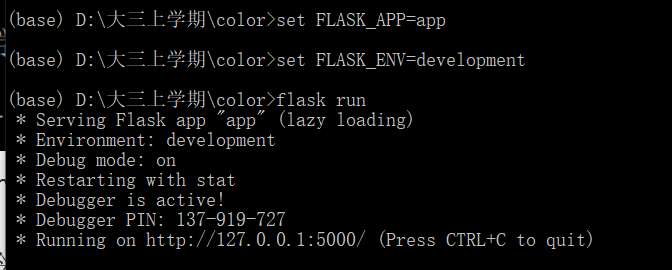 (base) D:\大三上学期\color>set FLASK_APP=app
(base) D:\大三上学期\color>set FLASK_ENV=development
(base) D:\大三上学期\color>flask run
* Serving Flask app "app" (lazy loading)
* Environment: development
* Debug mode: on
* Restarting with stat
* Debugger is active!
* Debugger PIN: 137-919-727
* Running on http://127.0.0.1:5000/ (Press CTRL+C to quit)